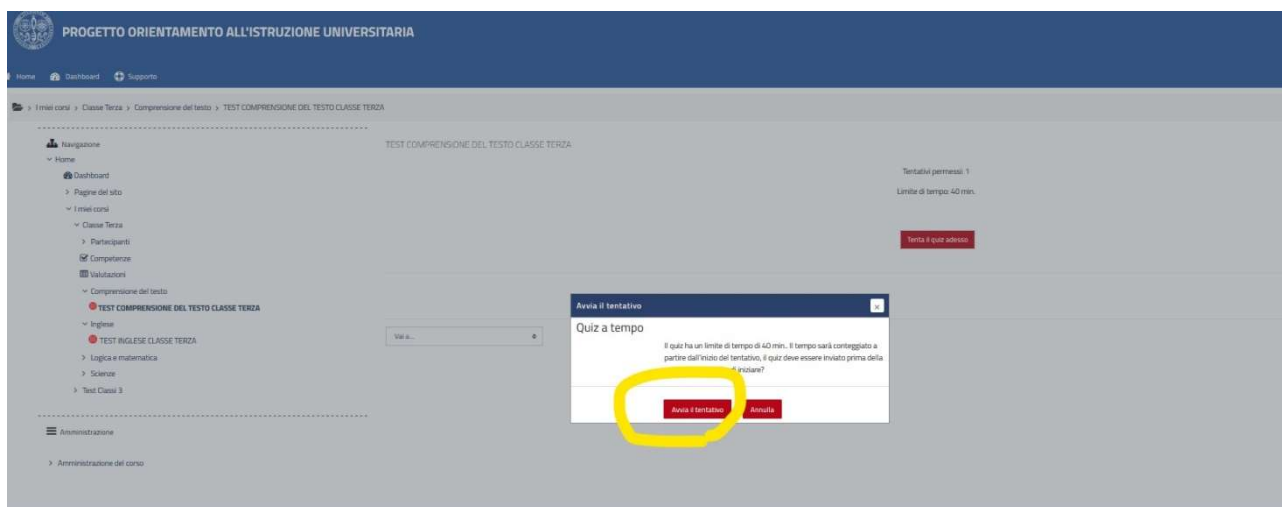 PROGETTO ORIENTAMENTO ALL'ISTRUZIONE UNIVERSITARIA
Home Dashboard Supporto
> I miei corsi > Classe Terza > Comprensione del testo > TEST COMPRENSIONE DEL TESTO CLASSE TERZA
Navigazione
Home
Dashboard
> Pagine del sito
I miei corsi
Classe Terza
> Partecipanti
Competenze
Valutazioni
Comprensione del testo
TEST COMPRENSIONE DEL TESTO CLASSE TERZA
Inglese
TEST INGLESE CLASSE TERZA
> Logica e matematica
> Scienze
> Test Classi 3
Amministrazione
> Amministrazione del corso
TEST COMPRENSIONE DEL TESTO CLASSE TERZA
Tentativi permessi: 1
Limite di tempo: 40 min.
Tenta il quiz adesso
Vai a...
Avvia il tentativo
×
Quiz a tempo
Il quiz ha un limite di tempo di 40 min.. Il tempo sarà conteggiato a
partire dall'inizio del tentativo, il quiz deve essere inviato prima della
di iniziare?
Avvia il tentativo Annulla